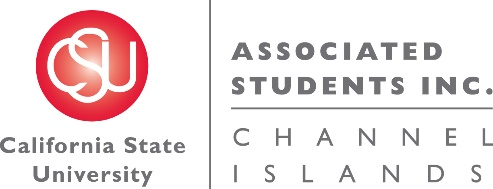 CSU
California State
University
ASSOCIATED
STUDENTS INC.
CHANNEL
ISLANDS